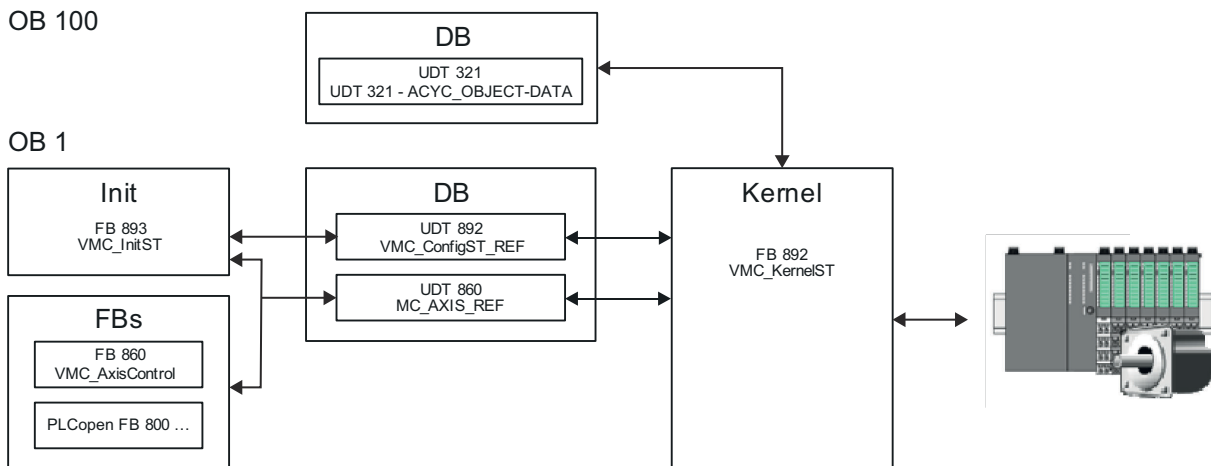 OB 100
DB
UDT 321
UDT 321 - ACYC_OBJECT-DATA
OB 1
Init
FB 893
VMC_InitST
DB
UDT 892
VMC_ConfigST_REF
UDT 860
MC_AXIS_REF
Kernel
FB 892
VMC_KernelST
FBs
FB 860
VMC_AxisControl
PLCopen FB 800 ...